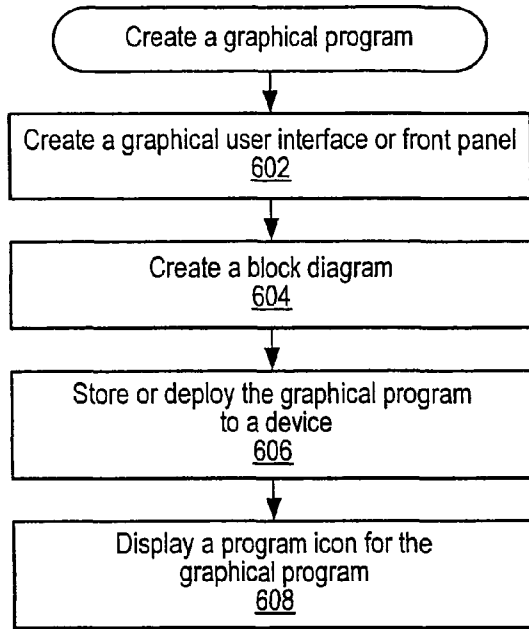 Create a graphical program
Create a graphical user interface or front panel
602
Create a block diagram
604
Store or deploy the graphical program
to a device
606
Display a program icon for the
graphical program
608